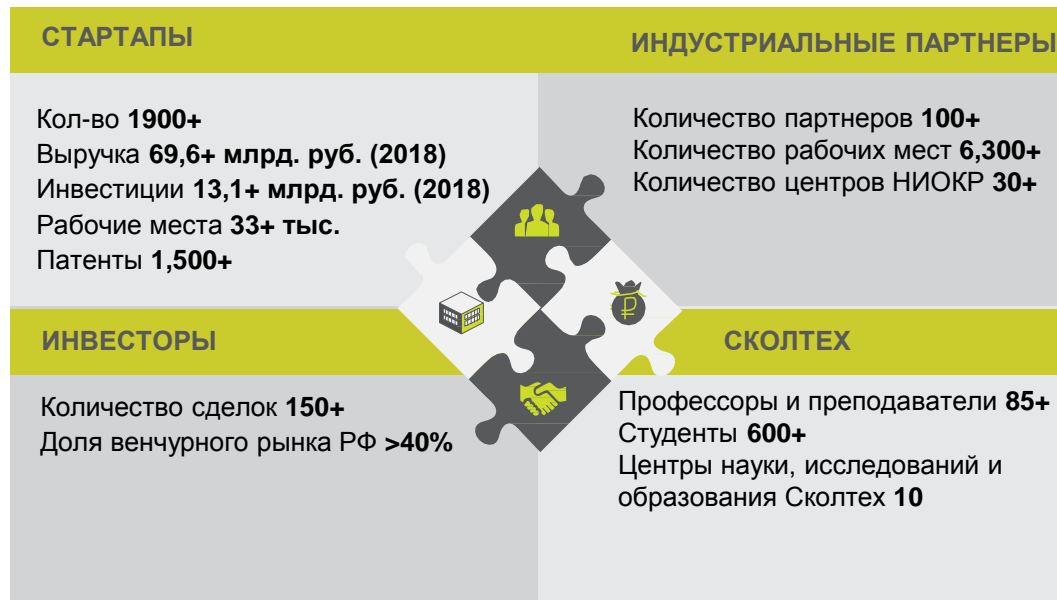 СТАРТАПЫ
Кол-во 1900+
Выручка 69,6+ млрд. руб. (2018)
Инвестиции 13,1+ млрд. руб. (2018)
Рабочие места 33+ тыс.
Патенты 1,500+
ИНДУСТРИАЛЬНЫЕ ПАРТНЕРЫ
Количество партнеров 100+
Количество рабочих мест 6,300+
Количество центров НИОКР 30+
ИНВЕСТОРЫ
Количество сделок 150+
Доля венчурного рынка РФ >40%
СКОЛТЕХ
Профессоры и преподаватели 85+
Студенты 600+
Центры науки, исследований и
образования Сколтех 10